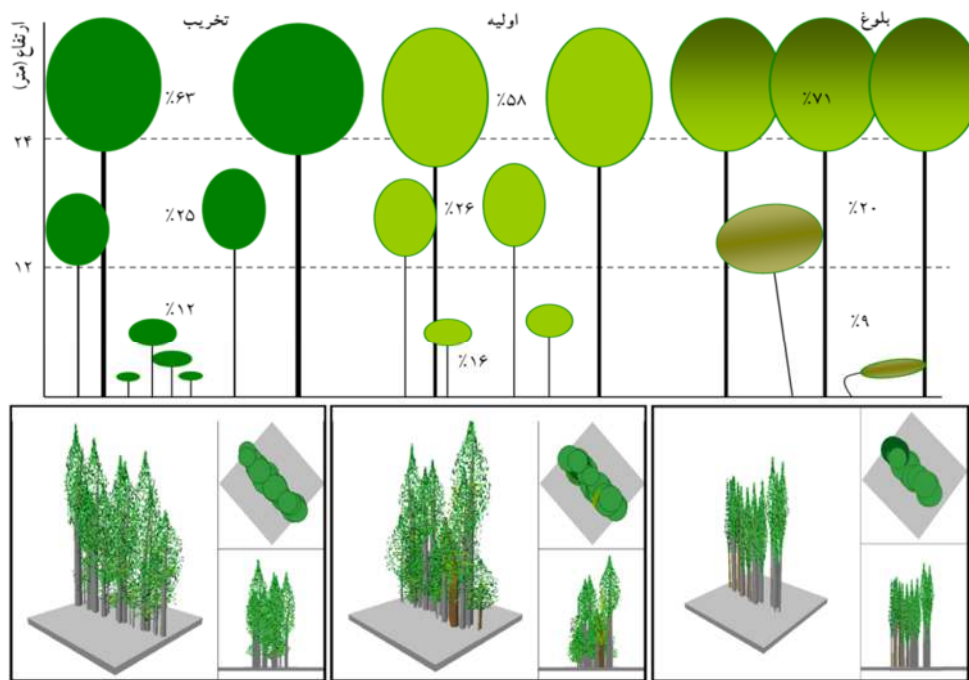 بلوغ
اولیه
تخریب
ارتفاع (متر)
٪۷۱
٪۵۸
٪۶۳
۲۴
٪۲۰
٪۲۶
٪۲۵
۱۲
٪۹
٪۱۶
٪۱۲